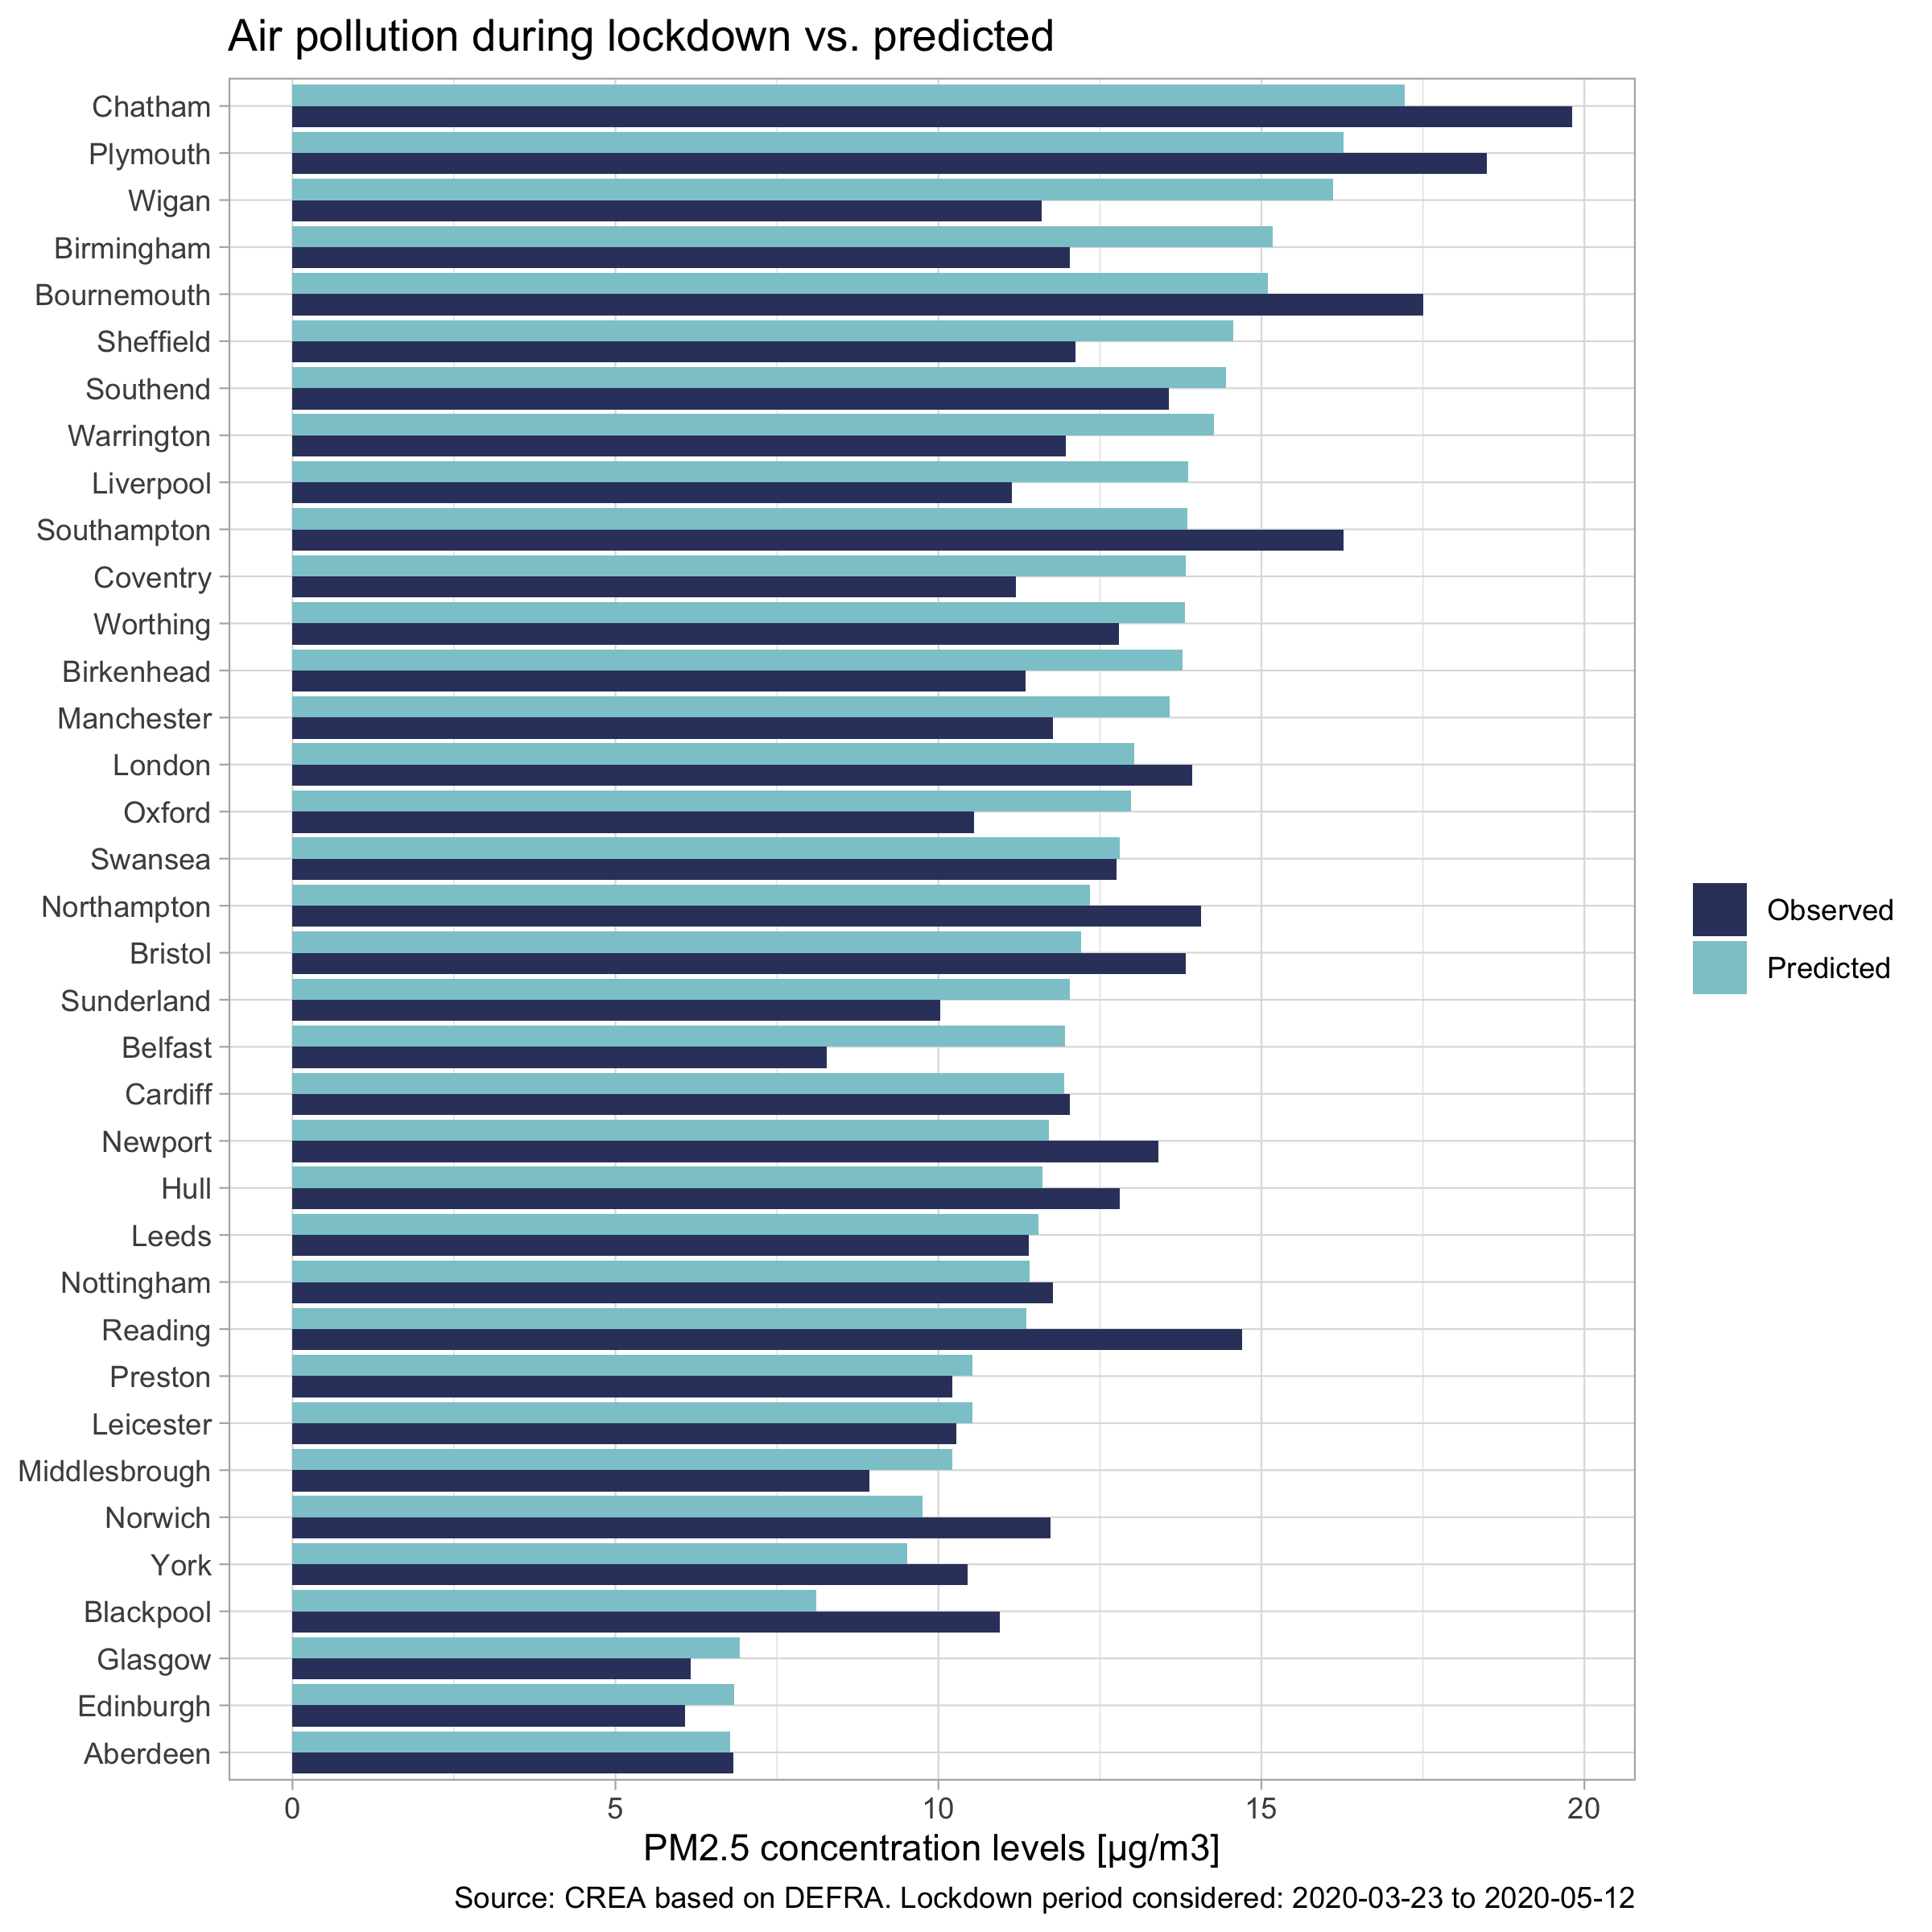 Air pollution during lockdown vs. predicted
Chatham
Plymouth
Wigan
Birmingham
Bournemouth
Sheffield
Southend
Warrington
Liverpool
Southampton
Coventry
Worthing
Birkenhead
Manchester
London
Oxford
Swansea
Northampton
Bristol
Sunderland
Belfast
Cardiff
Newport
Hull
Leeds
Nottingham
Reading
Preston
Leicester
Middlesbrough
Norwich
York
Blackpool
Glasgow
Edinburgh
Aberdeen
0 5 10 15 20
PM2.5 concentration levels [µg/m3]
Source: CREA based on DEFRA. Lockdown period considered: 2020-03-23 to 2020-05-12
Observed
Predicted